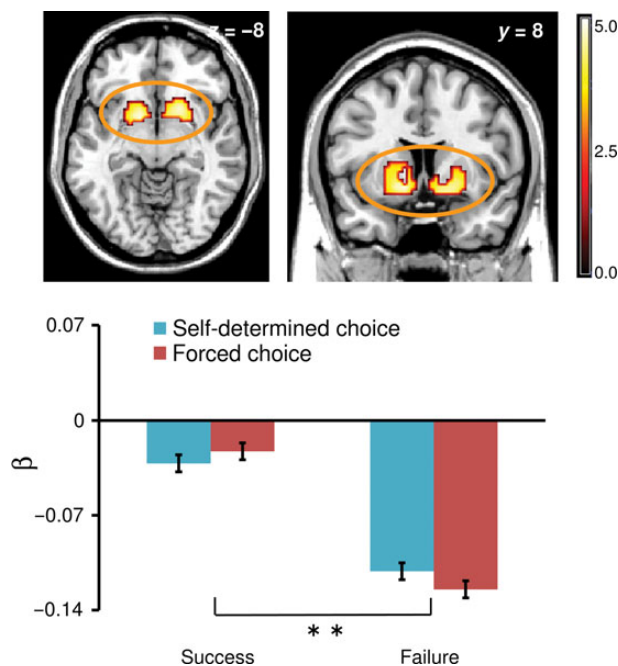 z = −8
y = 8
5.0
2.5
0.0
Self-determined choice
Forced choice
0.07
0
−0.07
−0.14
β
**
Success
Failure